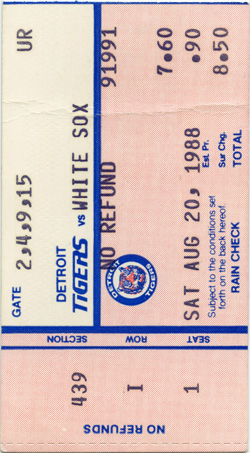 UR
91991
7.60
.90
8.50
Est. Pr.
Sur Chg.
TOTAL
GATE 2,4,9,15
DETROIT
TIGERS vs WHITE SOX
NO REFUND
DETROIT TIGERS
SAT AUG 20, 1988
Subject to the conditions set
forth on the back hereof.
RAIN CHECK
SECTION
ROW
SEAT
439
I
1
NO REFUNDS